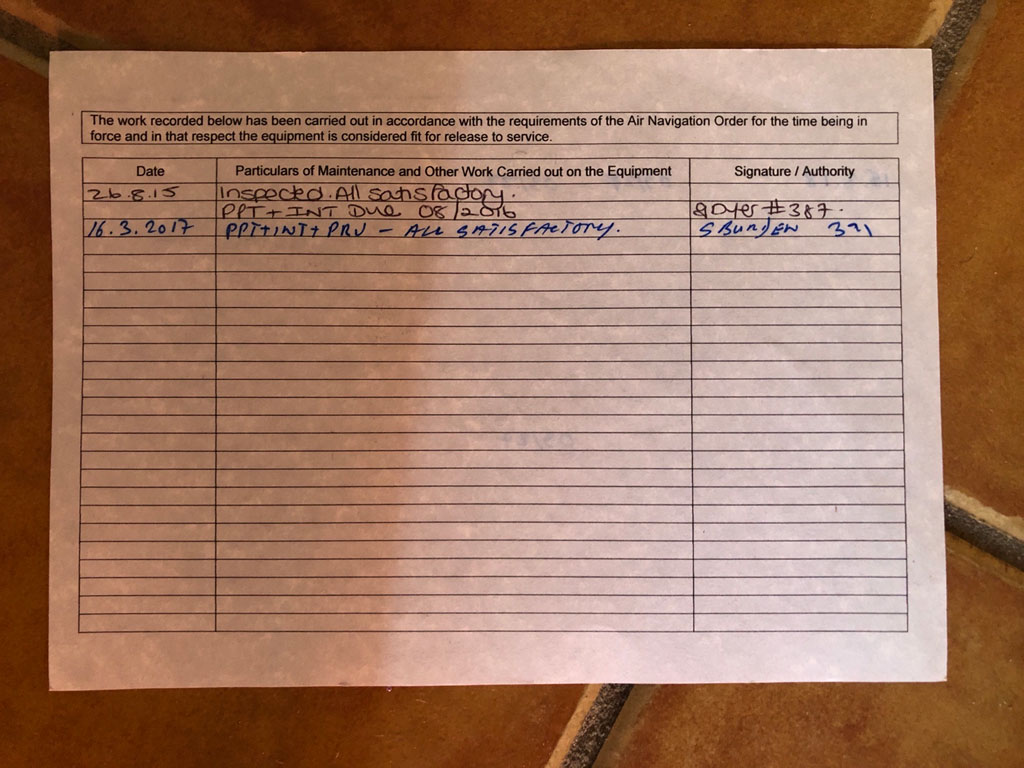 The work recorded below has been carried out in accordance with the requirements of the Air Navigation Order for the time being in
force and in that respect the equipment is considered fit for release to service.
Date Particulars of Maintenance and Other Work Carried out on the Equipment Signature / Authority
26.8.15 Inspected. All satisfactory.
PPT + INT Due 08/2016 #387.
16.3.2017 PPT+INT+PRJ - ALL SATISFACTORY. S BURDEN 391